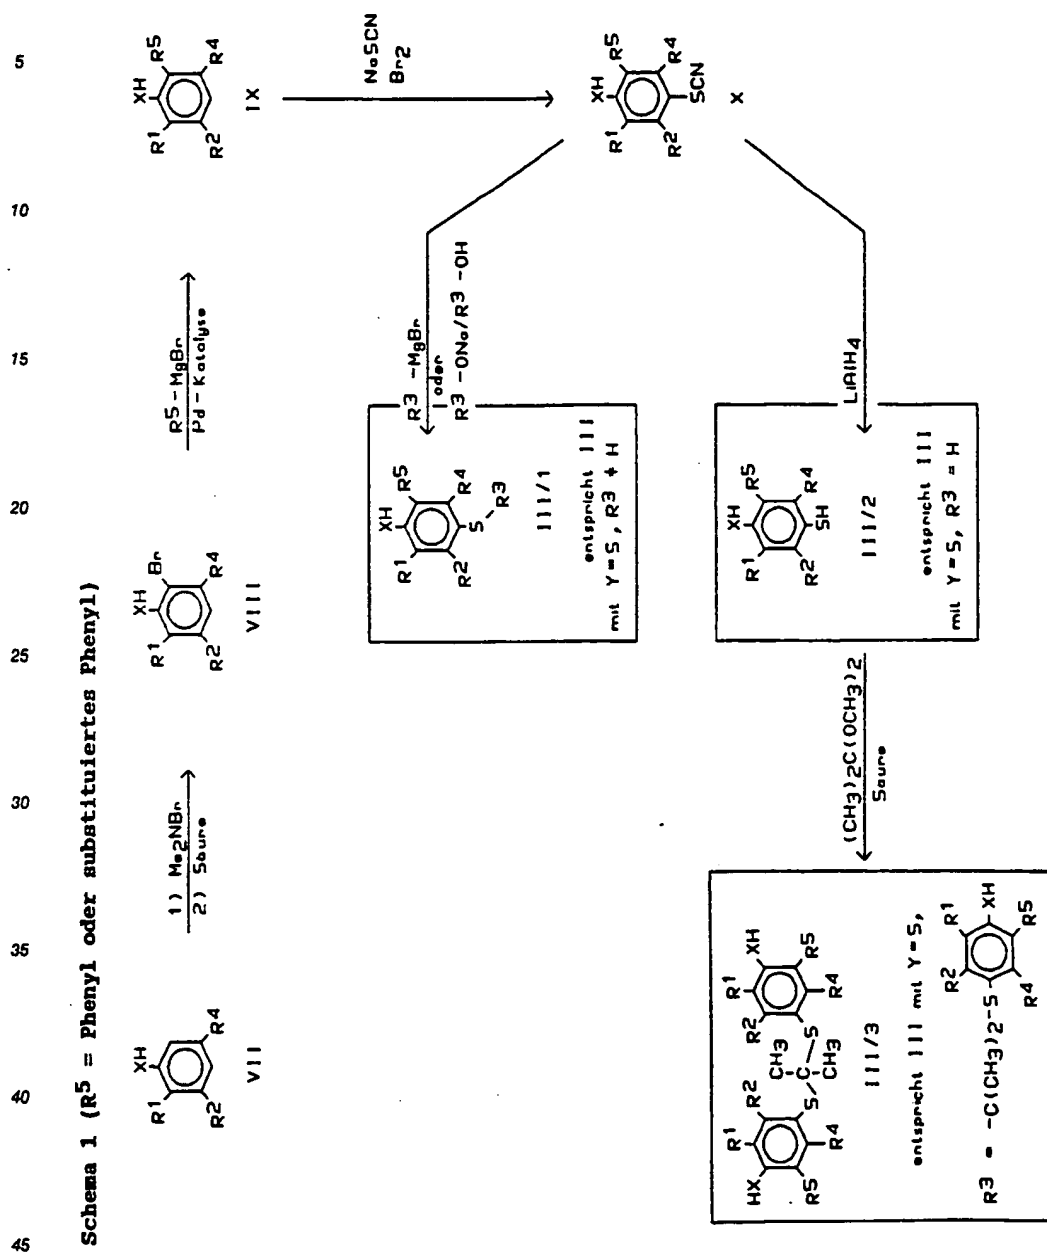 5
10
15
20
25
30
35
40
45
Schema 1 (R5 = Phenyl oder substituiertes Phenyl)
XH
R1
R2
R4
VII
1) Me2NBr
2) Säure
XH
R1
Br
R2
R4
VIII
R5-MgBr
Pd-Katalyse
XH
R1
R5
R2
R4
IX
NaSCN
Br2
XH
R1
R5
R2
R4
SCN
X
R3-MgBr
oder
R3-ONa/R3-OH
XH
R1
R5
R2
R4
S
R3
III/1
entspricht III
mit Y=S, R3 ≠ H
LiAlH4
XH
R1
R5
R2
R4
SH
III/2
entspricht III
mit Y=S, R3 = H
(CH3)2C(OCH3)2
Säure
R1
R2
HX
R5
R4
S
CH3
C
CH3
S
R1
R2
XH
R5
R4
III/3
entspricht III mit Y=S,
R3 = -C(CH3)2-S
R2
R1
XH
R4
R5